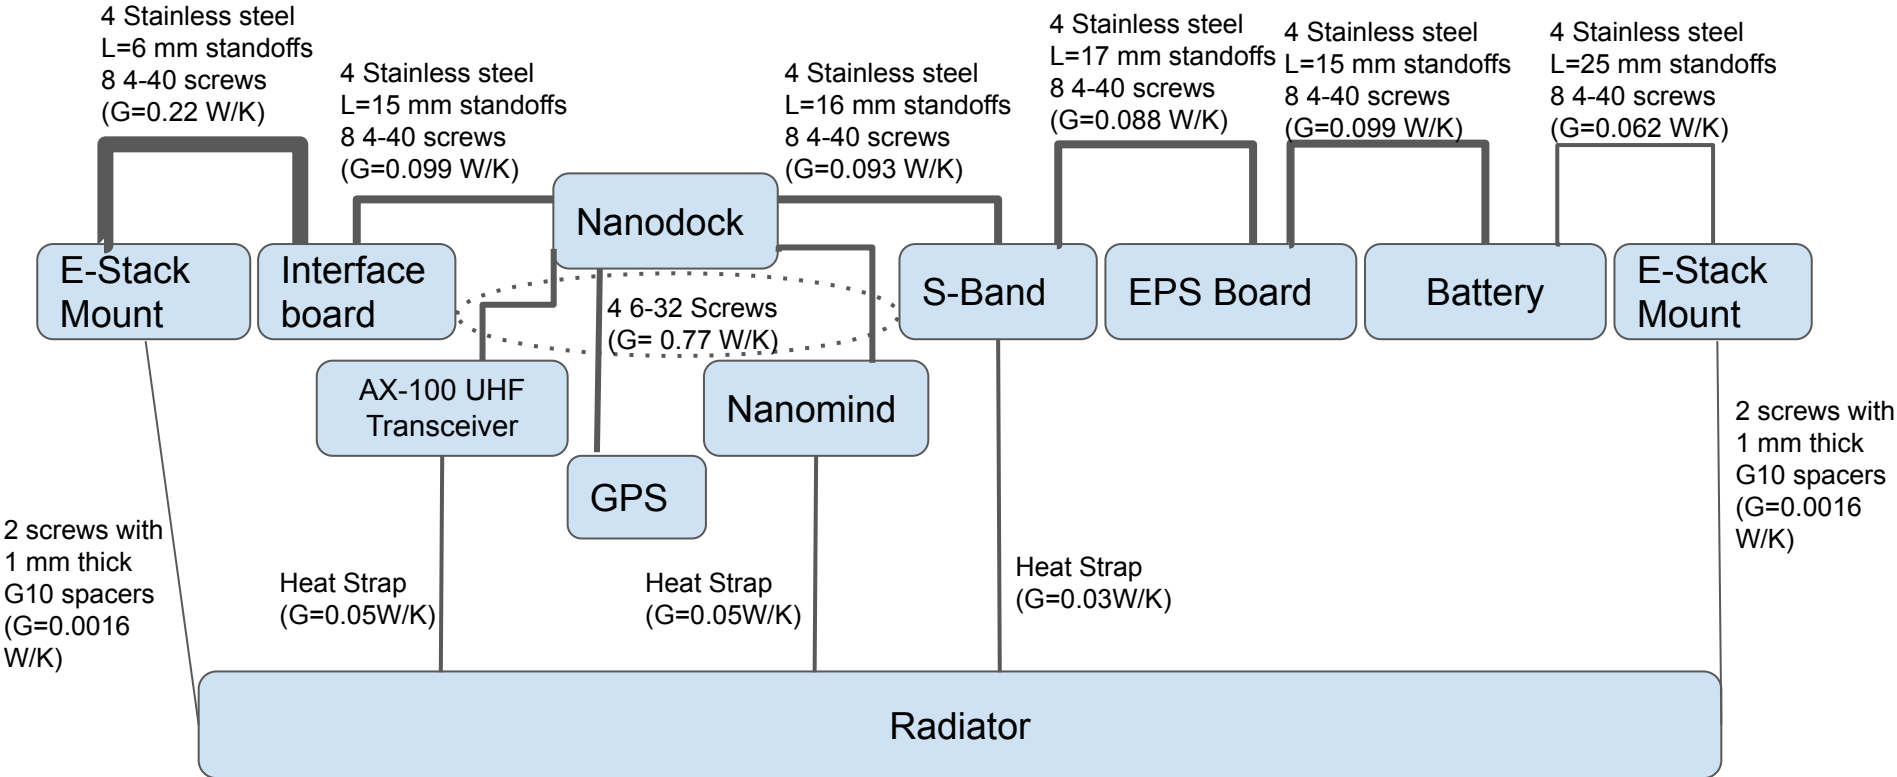 4 Stainless steel
L=6 mm standoffs
8 4-40 screws
(G=0.22 W/K)
4 Stainless steel
L=15 mm standoffs
8 4-40 screws
(G=0.099 W/K)
4 Stainless steel
L=16 mm standoffs
8 4-40 screws
(G=0.093 W/K)
4 Stainless steel
L=17 mm standoffs
8 4-40 screws
(G=0.088 W/K)
4 Stainless steel
L=15 mm standoffs
8 4-40 screws
(G=0.099 W/K)
4 Stainless steel
L=25 mm standoffs
8 4-40 screws
(G=0.062 W/K)
Nanodock
E-Stack
Mount
Interface
board
4 6-32 Screws
(G= 0.77 W/K)
S-Band
EPS Board
Battery
E-Stack
Mount
AX-100 UHF
Transceiver
GPS
Nanomind
2 screws with
1 mm thick
G10 spacers
(G=0.0016
W/K)
Heat Strap
(G=0.05W/K)
Heat Strap
(G=0.05W/K)
Heat Strap
(G=0.03W/K)
2 screws with
1 mm thick
G10 spacers
(G=0.0016
W/K)
Radiator